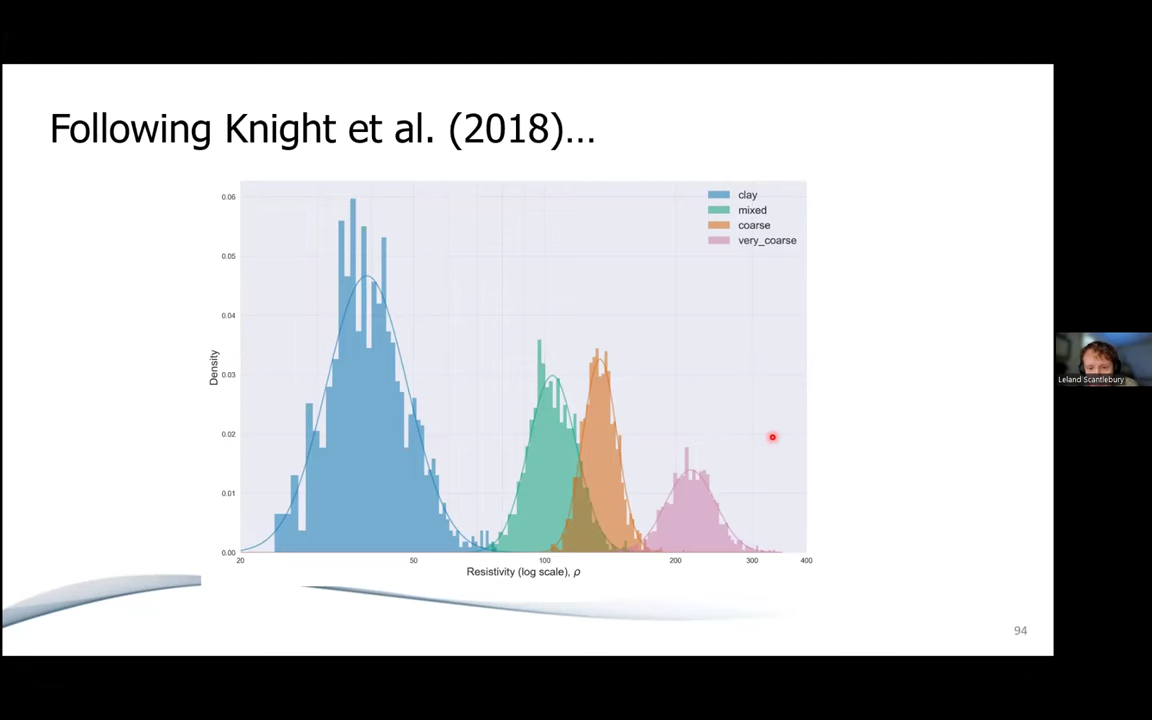 Following Knight et al. (2018)...
clay
mixed
coarse
very_coarse
0.06
0.05
0.04
0.03
0.02
0.01
0.00
Density
20
50
100
200
300
400
Resistivity (log scale), ρ
94
Leland Scantlebury